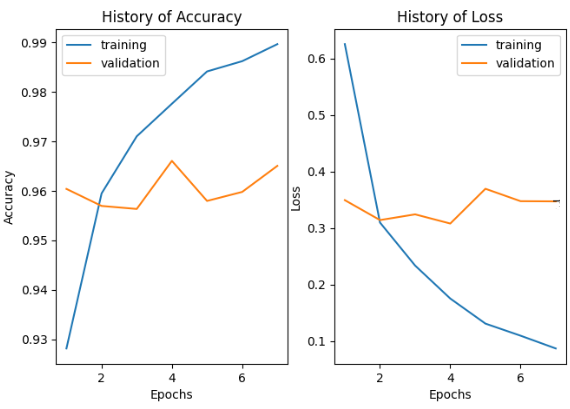 History of Accuracy
training
validation
0.99
0.98
0.97
0.96
0.95
0.94
0.93
Accuracy
2
4
6
Epochs
History of Loss
training
validation
0.6
0.5
0.4
0.3
0.2
0.1
Loss
2
4
6
Epochs